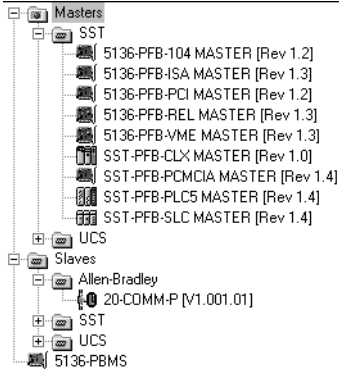 Masters
SST
5136-PFB-104 MASTER [Rev 1.2]
5136-PFB-ISA MASTER [Rev 1.3]
5136-PFB-PCI MASTER [Rev 1.2]
5136-PFB-REL MASTER [Rev 1.3]
5136-PFB-VME MASTER [Rev 1.3]
SST-PFB-CLX MASTER [Rev 1.0]
SST-PFB-PCMCIA MASTER [Rev 1.4]
SST-PFB-PLC5 MASTER [Rev 1.4]
SST-PFB-SLC MASTER [Rev 1.4]
UCS
Slaves
Allen-Bradley
20-COMM-P [V1.001.01]
SST
UCS
5136-PBMS